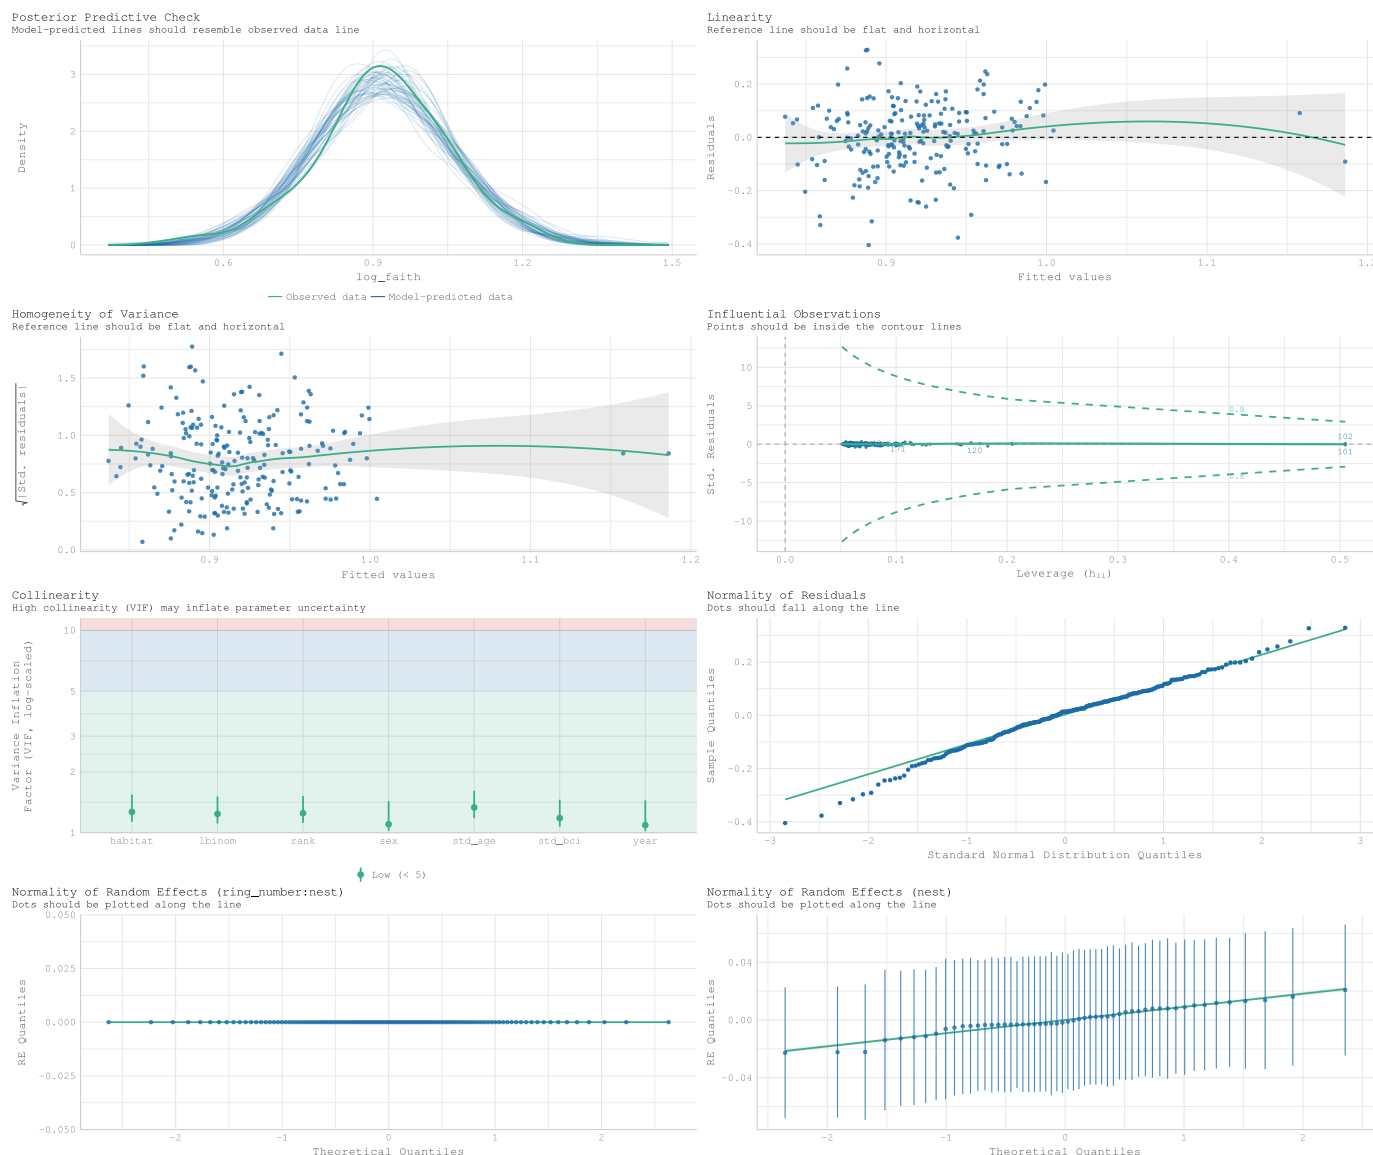 Posterior Predictive Check
Model-predicted lines should resemble observed data line
Density
3
2
1
0
0.6
0.9
1.2
1.5
log_faith
Observed data
Model-predicted data
Linearity
Reference line should be flat and horizontal
Residuals
0.2
0.0
-0.2
-0.4
0.9
1.0
1.1
1.2
Fitted values
Homogeneity of Variance
Reference line should be flat and horizontal
√|Std. residuals|
1.5
1.0
0.5
0.0
0.9
1.0
1.1
1.2
Fitted values
Influential Observations
Points should be inside the contour lines
Std. Residuals
10
5
0
-5
-10
0.8
0.8
171
120
102
101
0.0
0.1
0.2
0.3
0.4
0.5
Leverage (hii)
Collinearity
High collinearity (VIF) may inflate parameter uncertainty
Variance Inflation
Factor (VIF, log-scaled)
10
5
3
2
1
habitat
lbinom
rank
sex
std_age
std_bci
year
Low (< 5)
Normality of Residuals
Dots should fall along the line
Sample Quantiles
0.2
0.0
-0.2
-0.4
-3
-2
-1
0
1
2
3
Standard Normal Distribution Quantiles
Normality of Random Effects (ring_number:nest)
Dots should be plotted along the line
RE Quantiles
0.050
0.025
0.000
-0.025
-0.050
-2
-1
0
1
2
Theoretical Quantiles
Normality of Random Effects (nest)
Dots should be plotted along the line
RE Quantiles
0.04
0.00
-0.04
-2
-1
0
1
2
Theoretical Quantiles